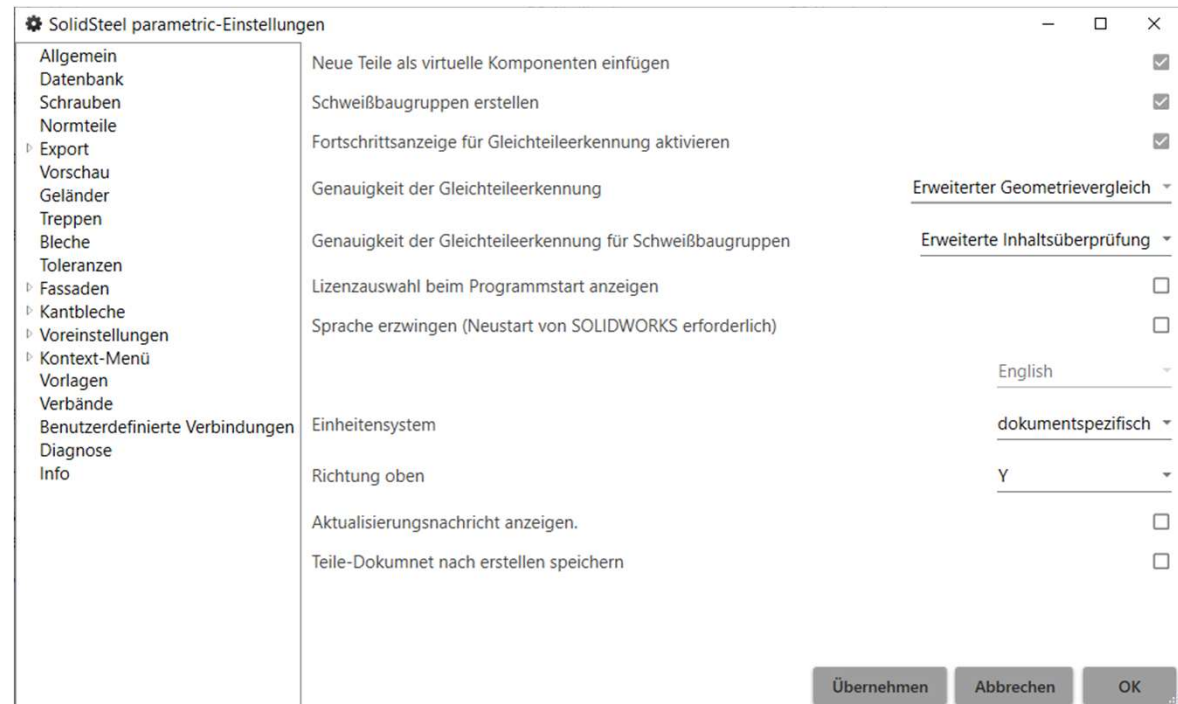 SolidSteel parametric-Einstellungen
Allgemein
Datenbank
Schrauben
Normteile
Export
Vorschau
Geländer
Treppen
Bleche
Toleranzen
Fassaden
Kantbleche
Voreinstellungen
Kontext-Menü
Vorlagen
Verbände
Benutzerdefinierte Verbindungen
Diagnose
Info
Neue Teile als virtuelle Komponenten einfügen
Schweißbaugruppen erstellen
Fortschrittsanzeige für Gleichteileerkennung aktivieren
Genauigkeit der Gleichteileerkennung Erweiterter Geometrievergleich
Genauigkeit der Gleichteileerkennung für Schweißbaugruppen Erweiterte Inhaltsüberprüfung
Lizenzauswahl beim Programmstart anzeigen
Sprache erzwingen (Neustart von SOLIDWORKS erforderlich)
English
Einheitensystem dokumentspezifisch
Richtung oben Y
Aktualisierungsnachricht anzeigen.
Teile-Dokumnet nach erstellen speichern
Übernehmen Abbrechen OK